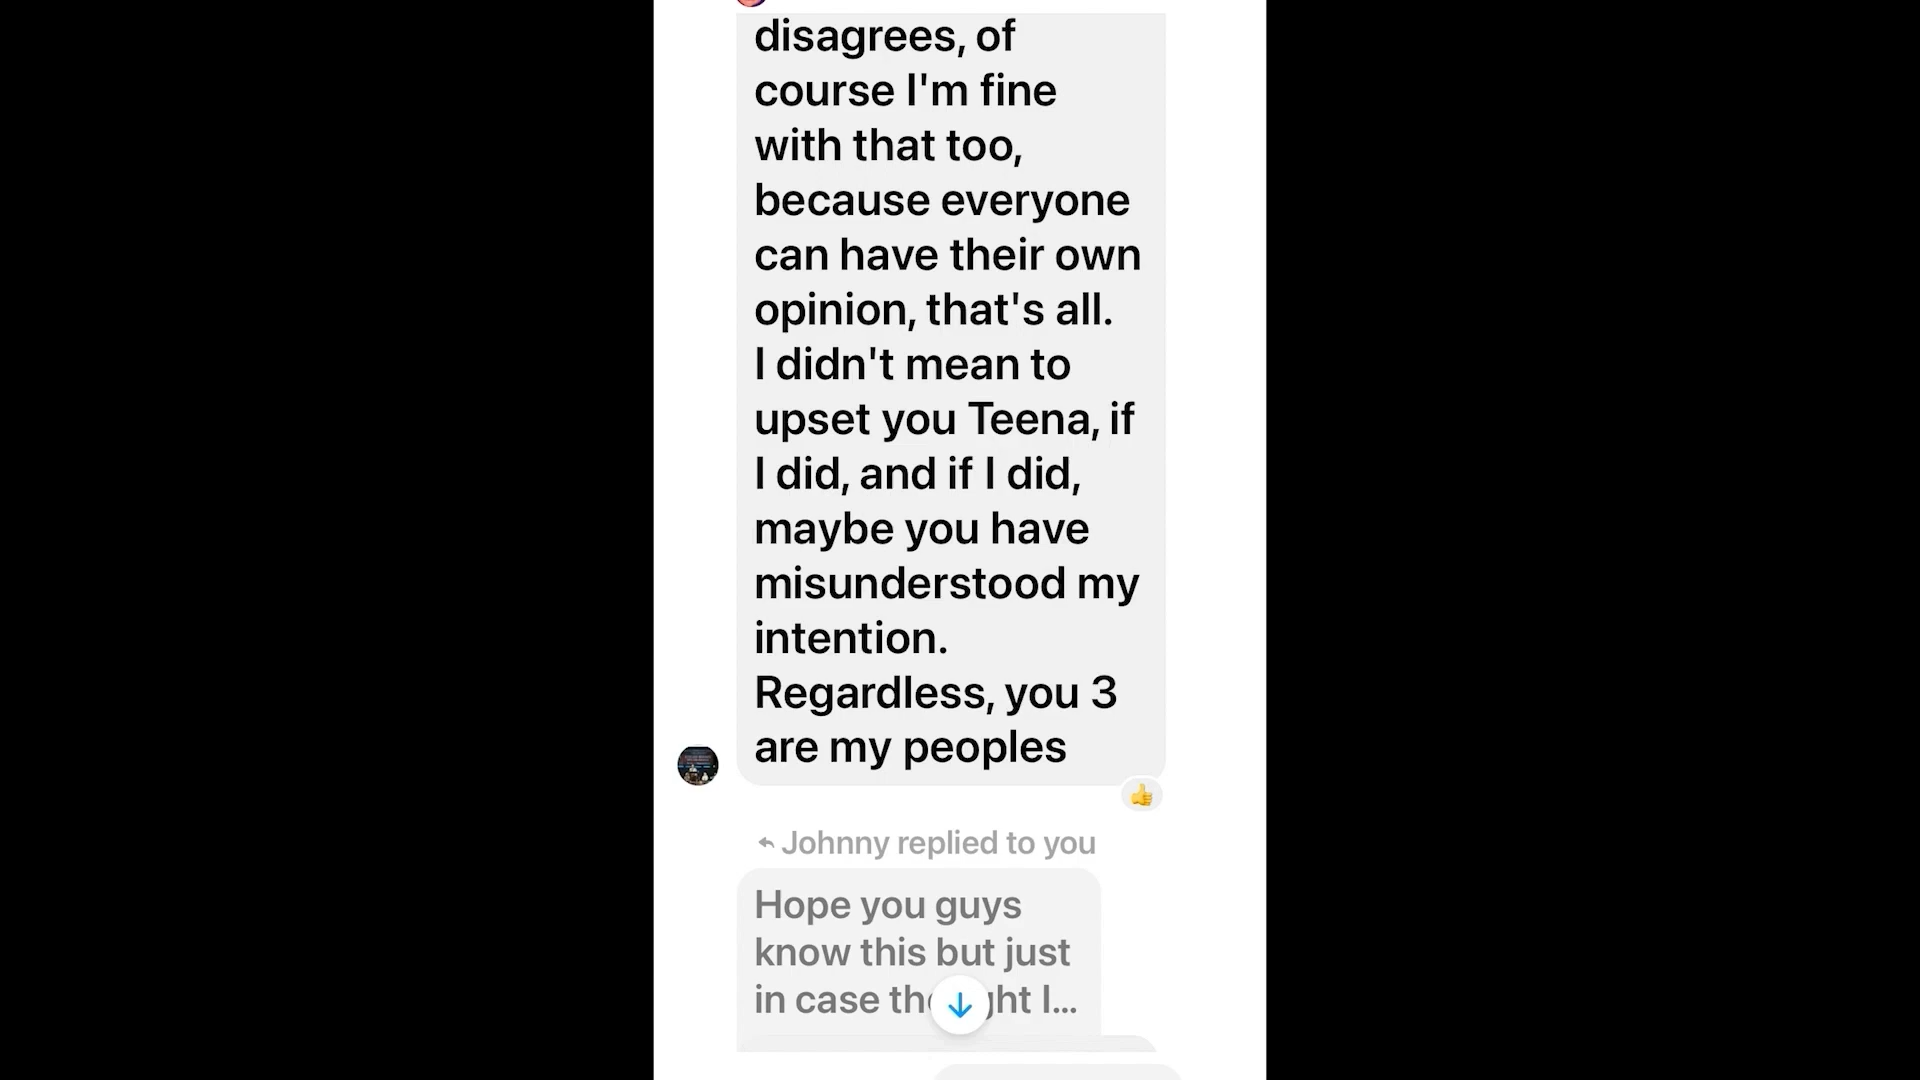 disagrees, of
course I'm fine
with that too,
because everyone
can have their own
opinion, that's all.
I didn't mean to
upset you Teena, if
I did, and if I did,
maybe you have
misunderstood my
intention.
Regardless, you 3
are my peoples
Johnny replied to you
Hope you guys
know this but just
in case I...